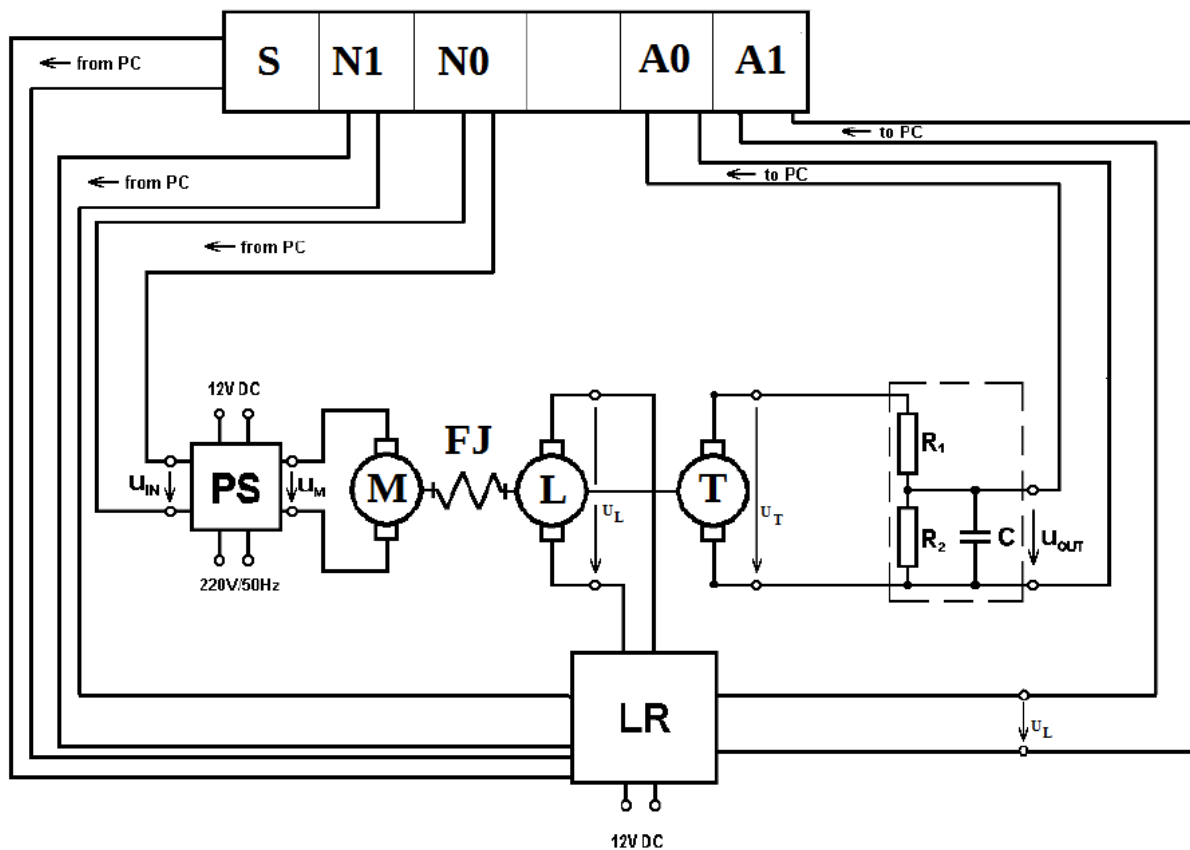 S N1 N0 A0 A1
← from PC
← to PC
← from PC
← to PC
← from PC
12V DC
FJ
R₁
u_IN PS u_M M L U_L T U_T
R₂ C u_OUT
220V/50Hz
LR
U_L
12V DC